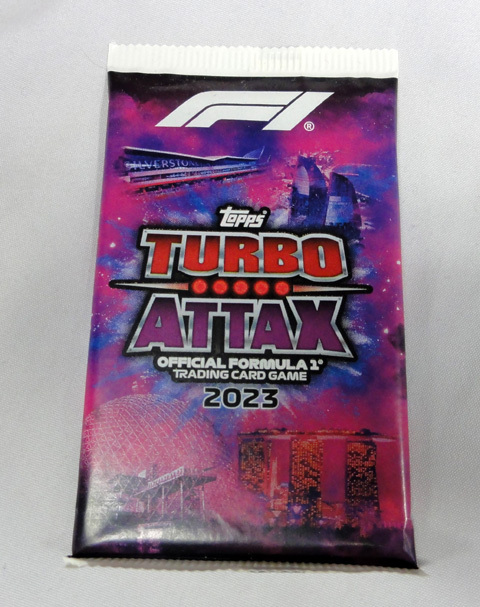 F1®
SILVERSTONE
Topps®
TURBO
ATTAX
OFFICIAL FORMULA 1®
TRADING CARD GAME
2023